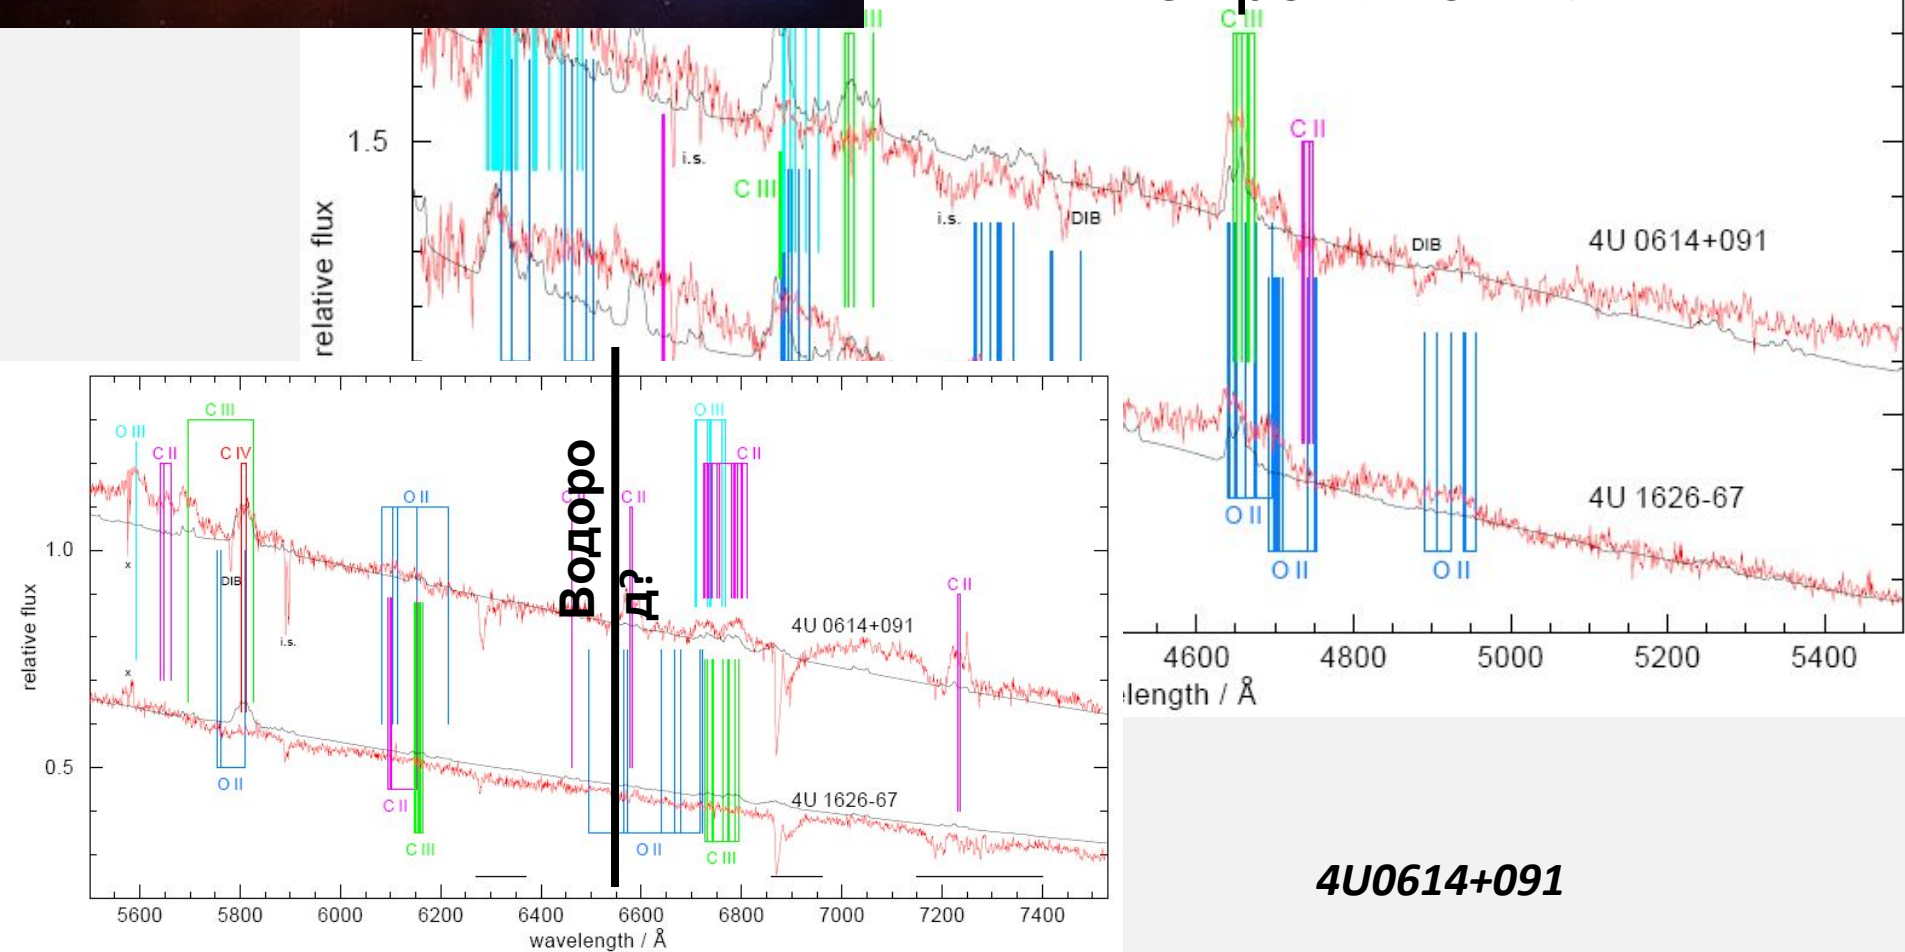 III
C III
1.5
C II
i.s.
C III
i.s.
DIB
DIB
4U 0614+091
relative flux
4U 1626-67
O II
O II
O II
4600
4800
5000
5200
5400
length / Å
C III
O III
C II
C IV
O II
C II
C II
O III
C II
Водоро
д?
1.0
x
DIB
i.s.
C II
4U 0614+091
relative flux
x
0.5
O II
C II
4U 1626-67
C III
O II
C III
5600
5800
6000
6200
6400
6600
6800
7000
7200
7400
wavelength / Å
4U0614+091